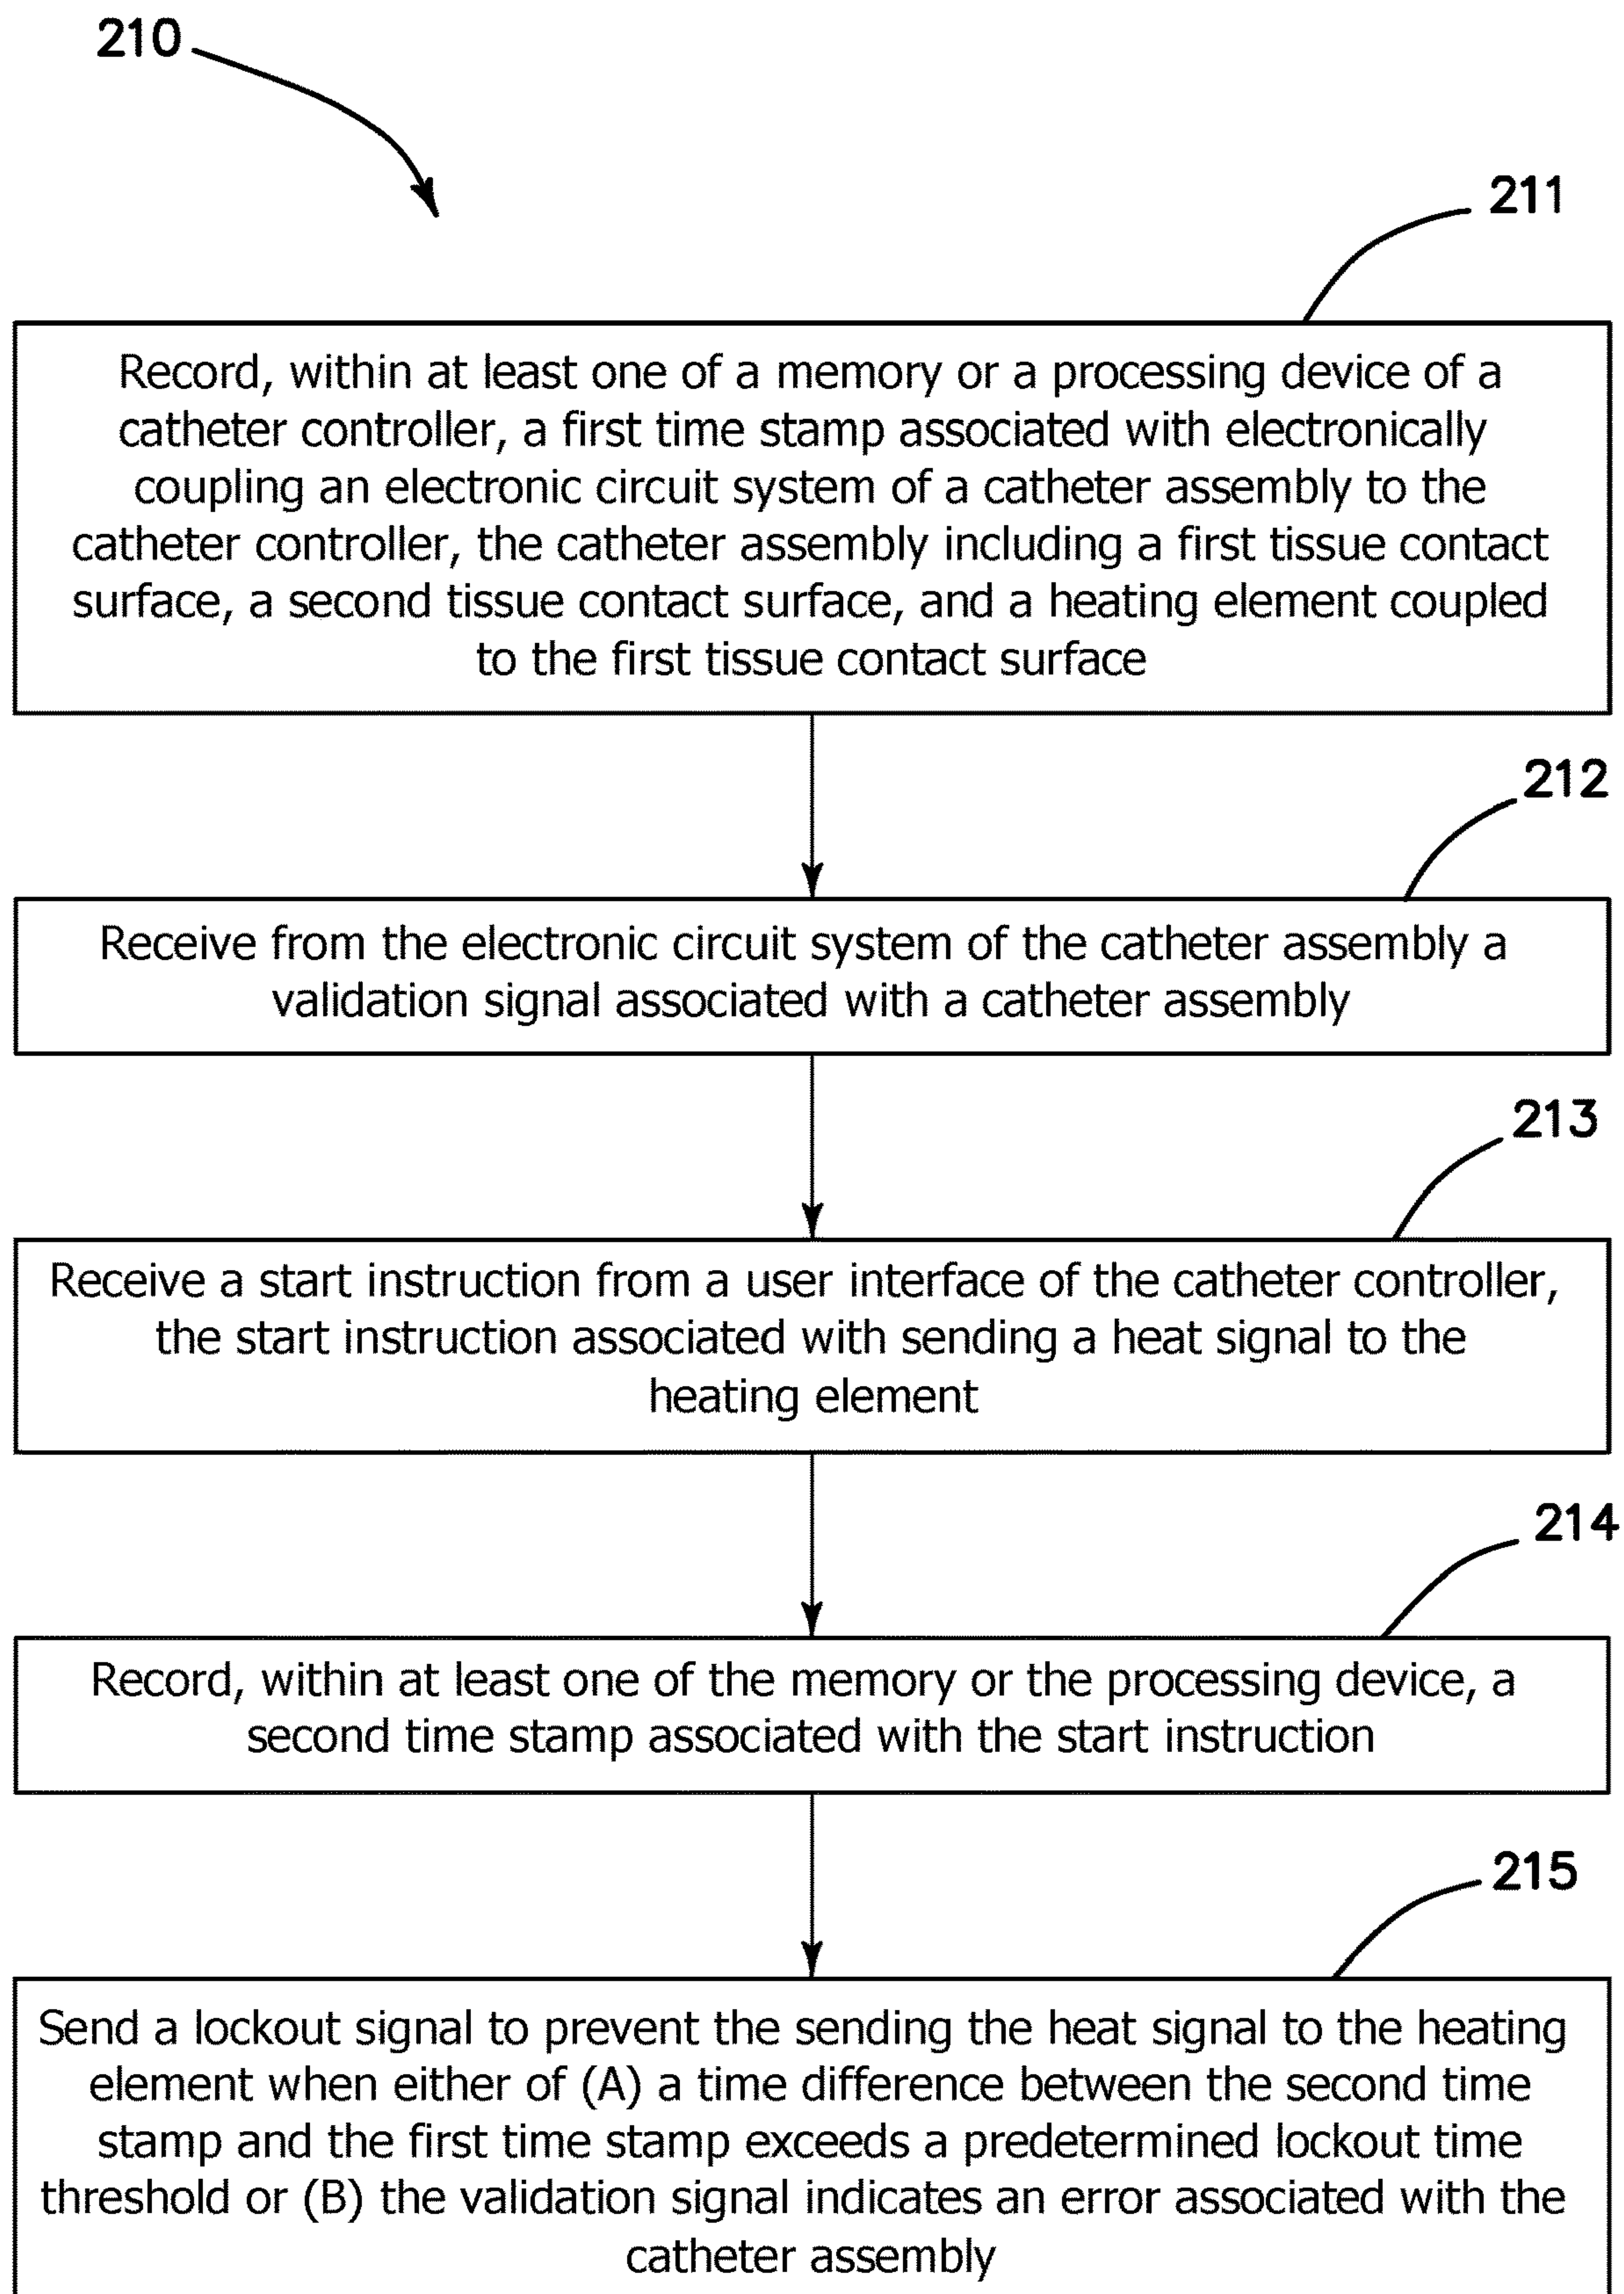 210
211
Record, within at least one of a memory or a processing device of a
catheter controller, a first time stamp associated with electronically
coupling an electronic circuit system of a catheter assembly to the
catheter controller, the catheter assembly including a first tissue contact
surface, a second tissue contact surface, and a heating element coupled
to the first tissue contact surface
212
Receive from the electronic circuit system of the catheter assembly a
validation signal associated with a catheter assembly
213
Receive a start instruction from a user interface of the catheter controller,
the start instruction associated with sending a heat signal to the
heating element
214
Record, within at least one of the memory or the processing device, a
second time stamp associated with the start instruction
215
Send a lockout signal to prevent the sending the heat signal to the heating
element when either of (A) a time difference between the second time
stamp and the first time stamp exceeds a predetermined lockout time
threshold or (B) the validation signal indicates an error associated with the
catheter assembly